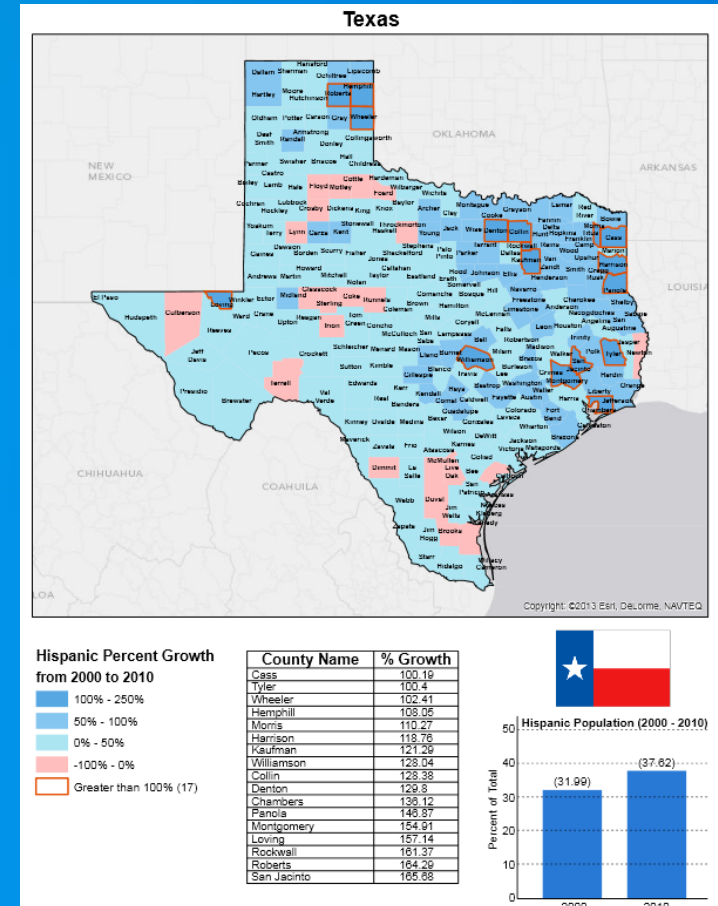 Texas
NEW MEXICO
OKLAHOMA
ARKANSAS
LOUISIA
CHIHUAHUA
COAHUILA
LOA
Hansford
Dallam Sherman Ochiltree Lipscomb
Hartley Moore Hutchinson Roberts Hemphill
Oldham Potter Carson Gray Wheeler
Deaf Smith Randall Armstrong Donley Collingsworth
Parmer Castro Swisher Briscoe Hall Childress
Bailey Lamb Hale Floyd Motley Cottle Hardeman Foard Wilbarger
Cochran Hockley Lubbock Crosby Dickens King Knox Baylor Wichita Archer Clay Montague Cooke Grayson Fannin Lamar Red River Bowie
Yoakum Terry Lynn Garza Kent Stonewall Haskell Throckmorton Young Jack Wise Denton Collin Hunt Delta Hopkins Franklin Titus Morris Cass
Gaines Dawson Borden Scurry Fisher Jones Shackelford Stephens Palo Pinto Parker Tarrant Dallas Rockwall Kaufman Rains Van Zandt Wood Camp Upshur Marion Harrison
Andrews Martin Howard Mitchell Nolan Taylor Callahan Eastland Erath Hood Somervell Johnson Ellis Henderson Smith Gregg Rusk Panola
El Paso Hudspeth Culberson Loving Winkler Ector Midland Glasscock Sterling Coke Runnels Coleman Brown Comanche Hamilton Bosque Hill Navarro Freestone Anderson Cherokee Shelby
Reeves Ward Crane Upton Reagan Irion Tom Green Concho McCulloch San Saba Mills Lampasas Coryell McLennan Limestone Falls Leon Houston Nacogdoches Angelina San Augustine Sabine
Jeff Davis Pecos Crockett Schleicher Menard Mason Llano Burnet Bell Milam Robertson Madison Brazos Walker Trinity Polk Tyler Jasper Newton
Presidio Brewster Terrell Val Verde Sutton Kimble Edwards Gillespie Blanco Travis Williamson Lee Burleson Grimes Montgomery San Jacinto Hardin Liberty Orange Jefferson Chambers
Kinney Uvalde Real Kerr Bandera Kendall Comal Hays Caldwell Bastrop Fayette Washington Austin Waller Harris Fort Bend Galveston
Maverick Zavala Medina Bexar Guadalupe Gonzales Lavaca Colorado Wharton Brazoria
Dimmit Frio La Salle Atascosa Wilson Karnes DeWitt Victoria Jackson Matagorda
Webb McMullen Live Oak Bee Goliad San Patricio Calhoun Aransas
Duval Jim Wells Nueces Kleberg Kenedy
Zapata Jim Hogg Brooks
Starr Hidalgo Willacy Cameron
Copyright: ©2013 Esri, DeLorme, NAVTEQ
Hispanic Percent Growth
from 2000 to 2010
100% - 250%
50% - 100%
0% - 50%
-100% - 0%
Greater than 100% (17)
County Name % Growth
Cass 100.19
Tyler 100.4
Wheeler 102.41
Hemphill 108.05
Morris 110.27
Harrison 118.76
Kaufman 121.29
Williamson 128.04
Collin 128.38
Denton 129.8
Chambers 136.12
Panola 146.87
Montgomery 154.91
Loving 157.14
Rockwall 161.37
Roberts 164.29
San Jacinto 165.68
Hispanic Population (2000 - 2010)
Percent of Total
50
40
30
20
10
0
(31.99)
(37.62)
2000
2010